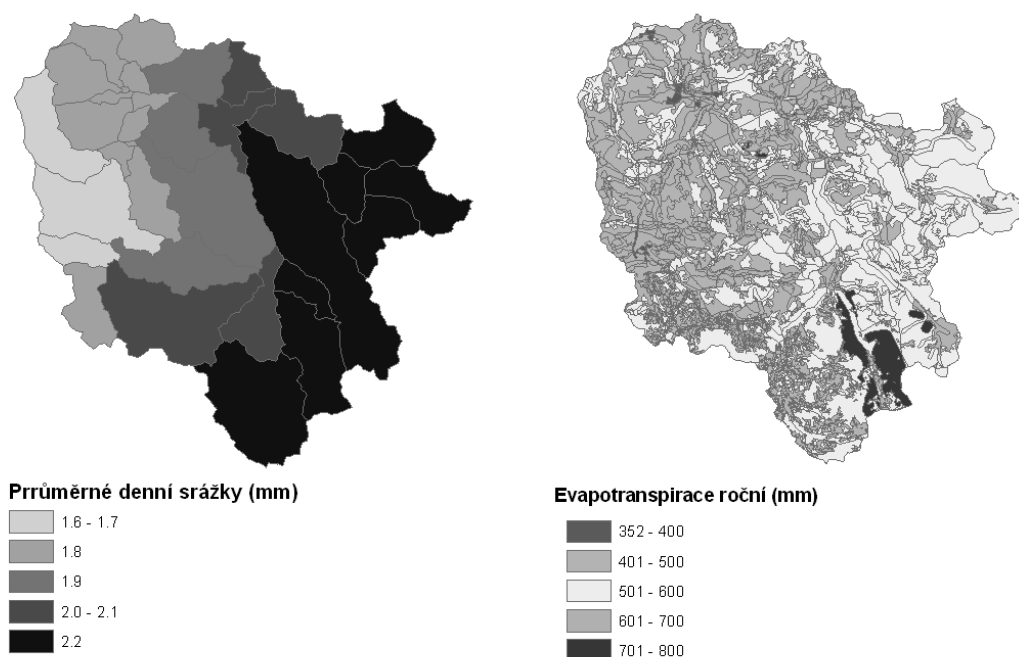 Prrůměrné denní srážky (mm)
1.6 - 1.7
1.8
1.9
2.0 - 2.1
2.2
Evapotranspirace roční (mm)
352 - 400
401 - 500
501 - 600
601 - 700
701 - 800